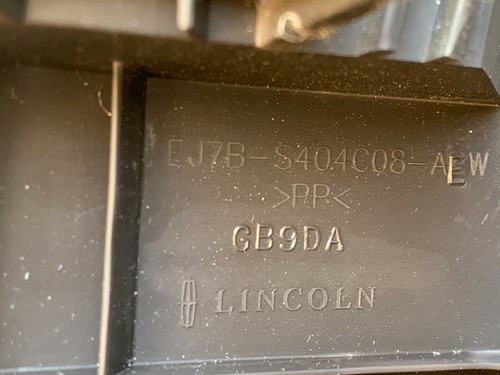 EJ7B-S404C08-AEW
>PP<
GB9DA
LINCOLN